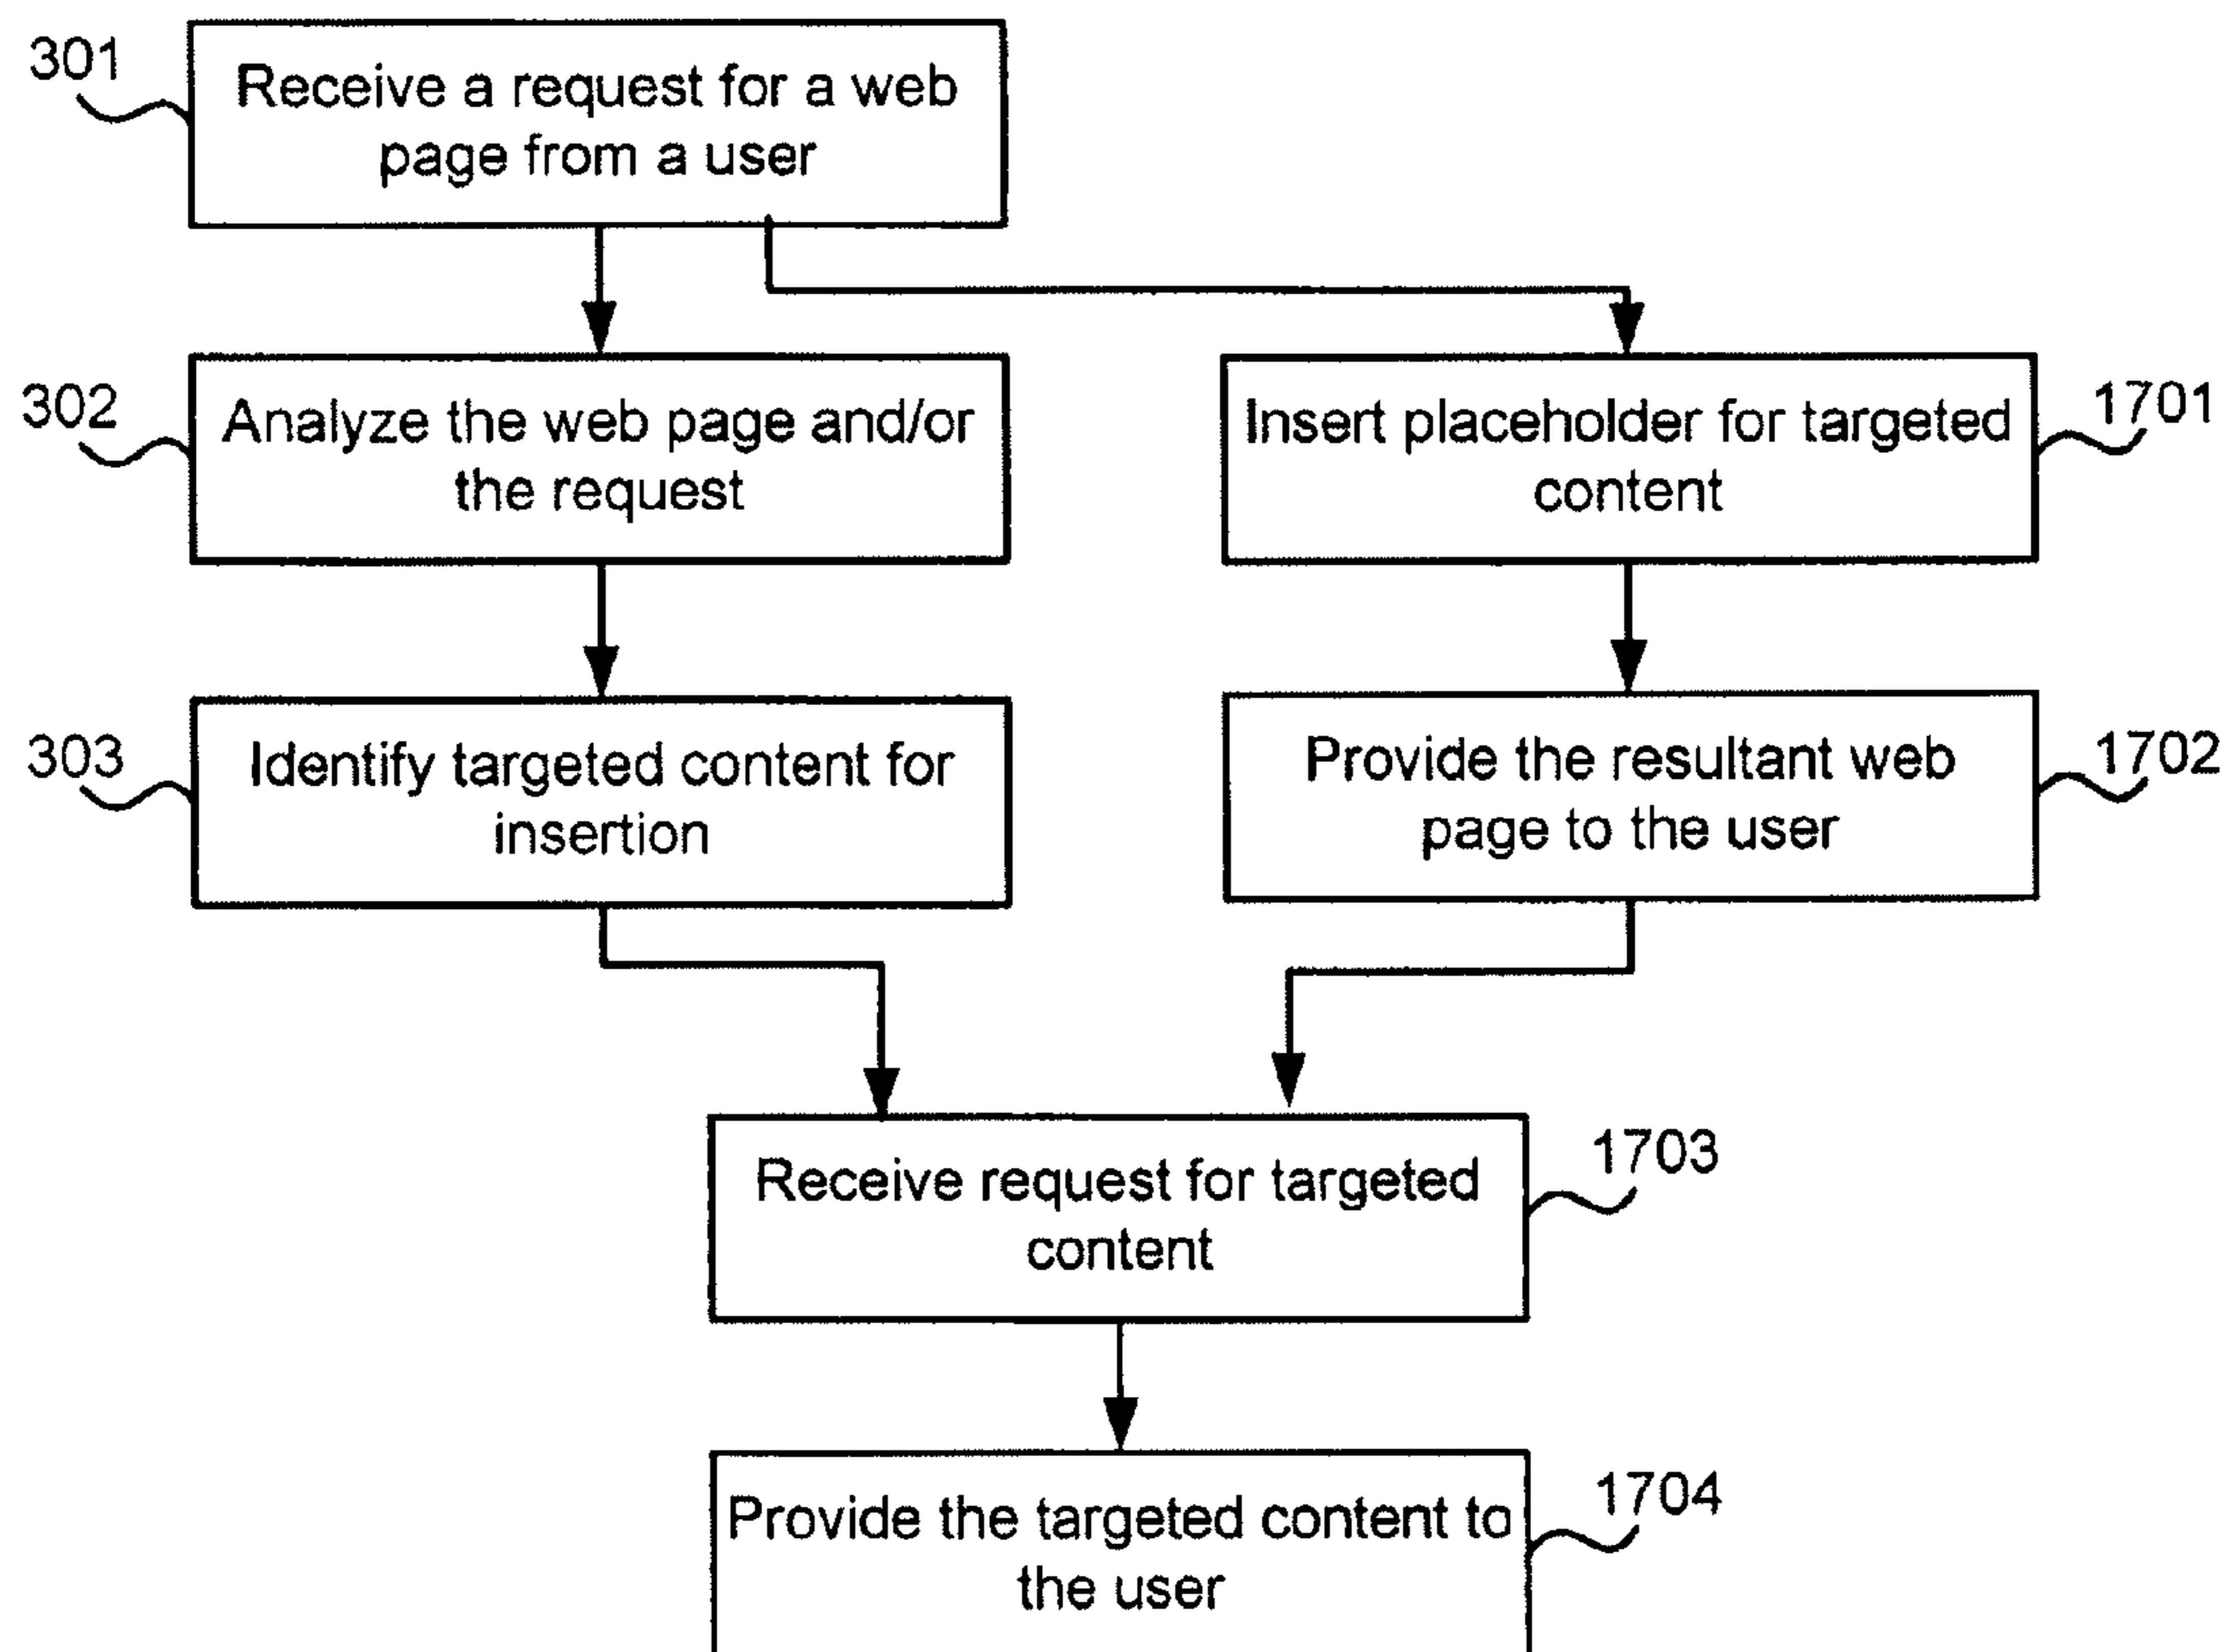 301
Receive a request for a web
page from a user
302
Analyze the web page and/or
the request
Insert placeholder for targeted
content
1701
303
Identify targeted content for
insertion
Provide the resultant web
page to the user
1702
Receive request for targeted
content
1703
Provide the targeted content to
the user
1704